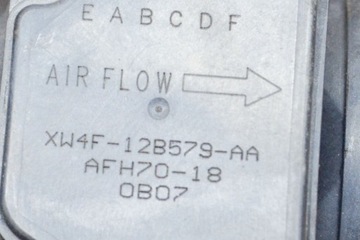 E A B C D F
AIR FLOW
XW4F-12B579-AA
AFH70-18
0B07